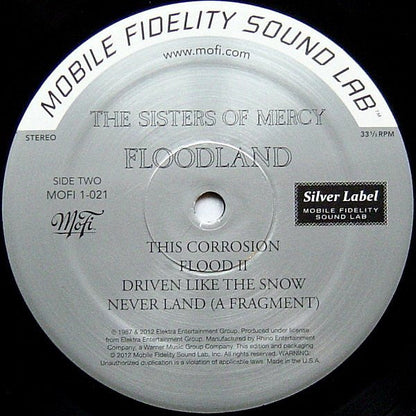 MOBILE FIDELITY SOUND LAB™
www.mofi.com
THE SISTERS OF MERCY
STEREO
33 1/3 RPM
FLOODLAND
SIDE TWO
MOFI 1-021
MoFi
Silver Label
MOBILE FIDELITY
SOUND LAB
THIS CORROSION
FLOOD II
DRIVEN LIKE THE SNOW
NEVER LAND (A FRAGMENT)
℗ 1987 & 2012 Elektra Entertainment Group. Produced under license
from Elektra Entertainment Group. Manufactured by Rhino Entertainment
Company, a Warner Music Group Company. This edition and packaging
© 2012 Mobile Fidelity Sound Lab, Inc. All rights reserved. WARNING:
Unauthorized duplication is a violation of applicable laws. Made in the U.S.A.